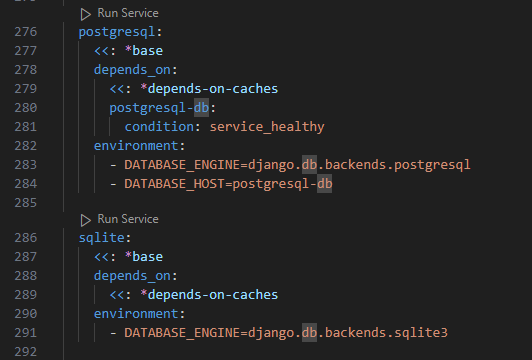 Run Service
276 postgresql:
277 <<: *base
278 depends_on:
279 <<: *depends-on-caches
280 postgresql-db:
281 condition: service_healthy
282 environment:
283 - DATABASE_ENGINE=django.db.backends.postgresql
284 - DATABASE_HOST=postgresql-db
285
Run Service
286 sqlite:
287 <<: *base
288 depends_on:
289 <<: *depends-on-caches
290 environment:
291 - DATABASE_ENGINE=django.db.backends.sqlite3
292